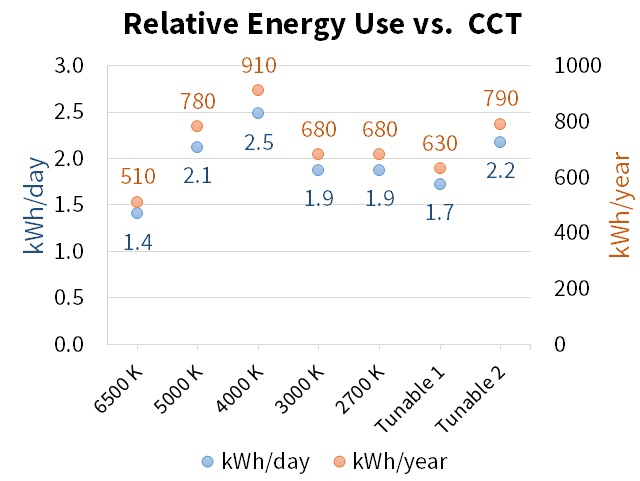 Relative Energy Use vs. CCT
3.0
2.5
2.0
1.5
1.0
0.5
0.0
kWh/day
1000
800
600
400
200
0
kWh/year
510
780
910
680
680
630
790
1.4
2.1
2.5
1.9
1.9
1.7
2.2
6500 K
5000 K
4000 K
3000 K
2700 K
Tunable 1
Tunable 2
kWh/day
kWh/year